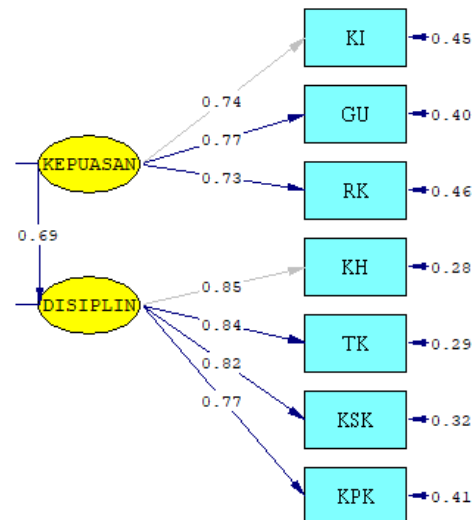 KI
0.45
0.74
GU
0.40
0.77
KEPUASAN
0.73
RK
0.46
0.69
KH
0.28
0.85
DISIPLIN
0.84
TK
0.29
0.82
0.77
KSK
0.32
KPK
0.41